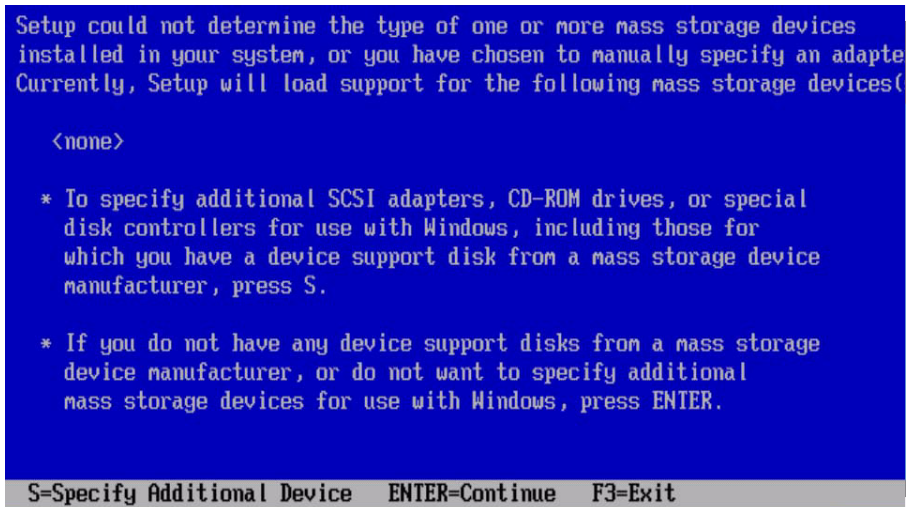 Setup could not determine the type of one or more mass storage devices
installed in your system, or you have chosen to manually specify an adapte
Currently, Setup will load support for the following mass storage devices(
<none>
* To specify additional SCSI adapters, CD-ROM drives, or special
disk controllers for use with Windows, including those for
which you have a device support disk from a mass storage device
manufacturer, press S.
* If you do not have any device support disks from a mass storage
device manufacturer, or do not want to specify additional
mass storage devices for use with Windows, press ENTER.
S=Specify Additional Device ENTER=Continue F3=Exit